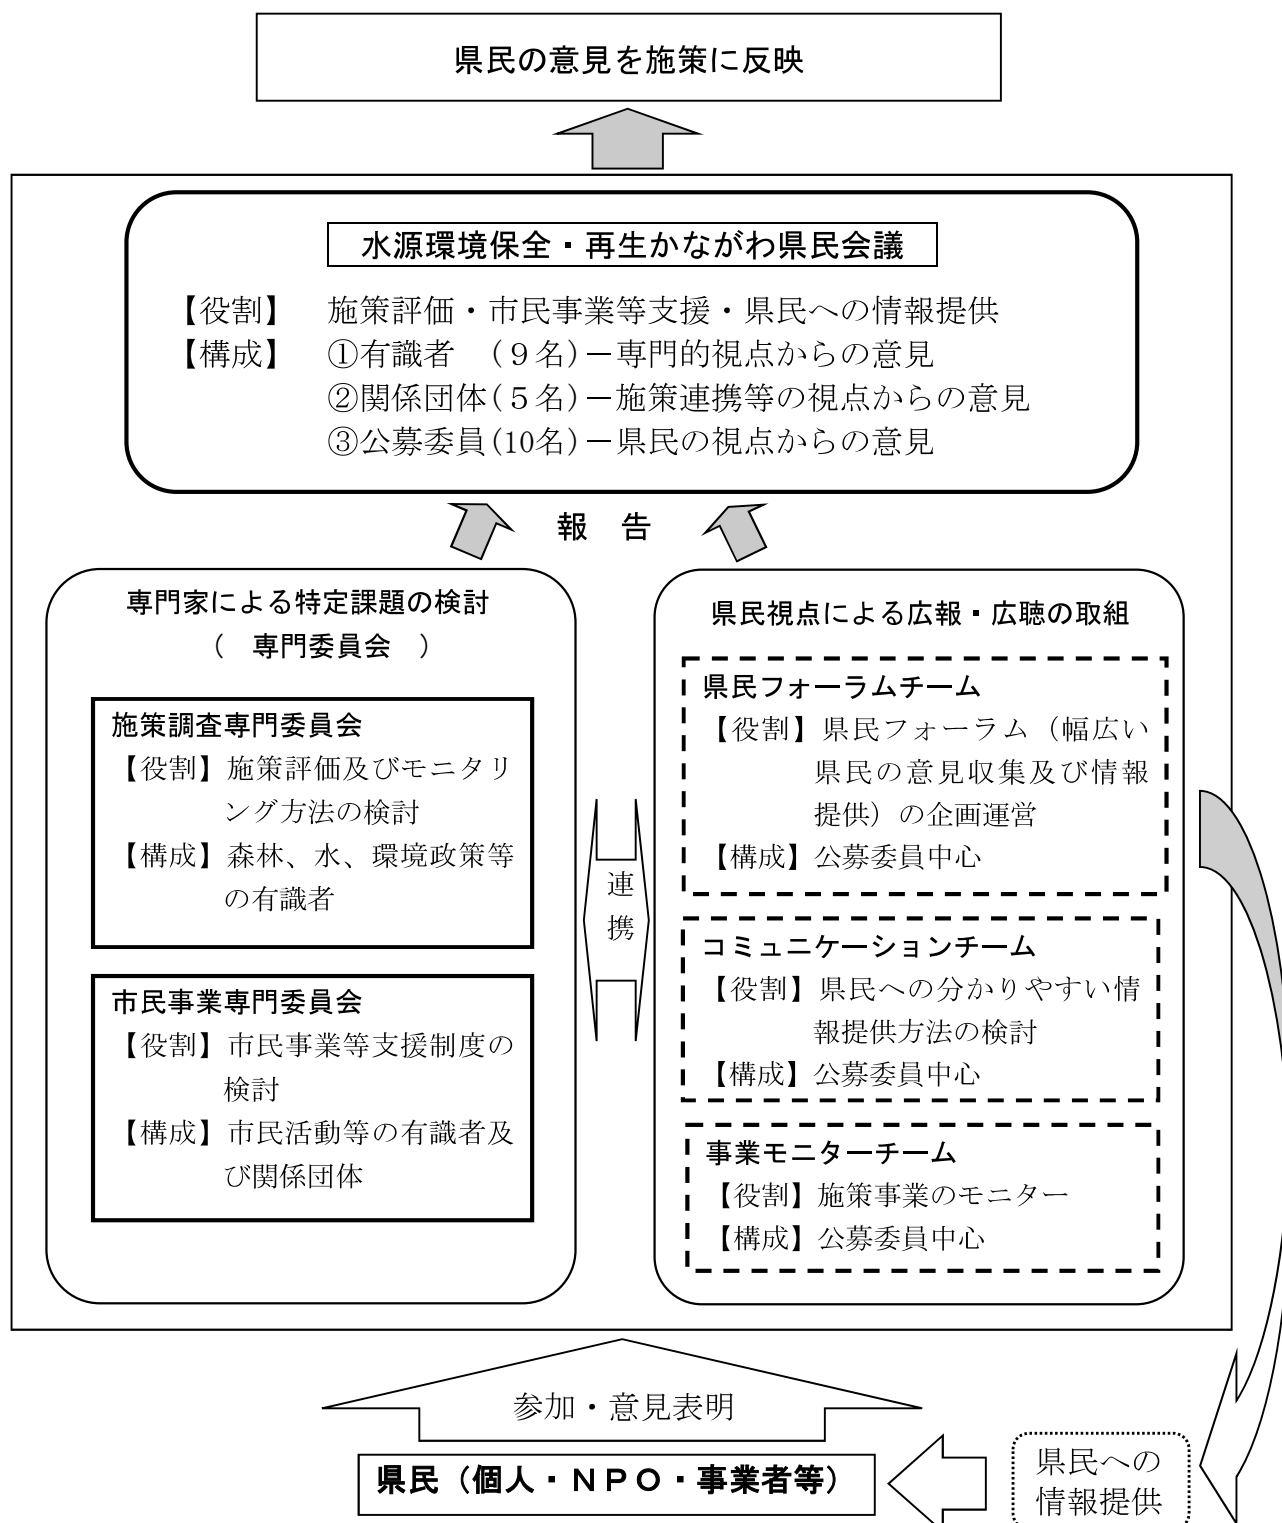 県民の意見を施策に反映
水源環境保全・再生かながわ県民会議
【役割】 施策評価・市民事業等支援・県民への情報提供
【構成】 ①有識者 (9名)－専門的視点からの意見
②関係団体(5名)－施策連携等の視点からの意見
③公募委員(10名)－県民の視点からの意見
報 告
専門家による特定課題の検討
( 専門委員会 )
施策調査専門委員会
【役割】施策評価及びモニタリ
ング方法の検討
【構成】森林、水、環境政策等
の有識者
市民事業専門委員会
【役割】市民事業等支援制度の
検討
【構成】市民活動等の有識者及
び関係団体
連
携
県民視点による広報・広聴の取組
県民フォーラムチーム
【役割】県民フォーラム（幅広い
県民の意見収集及び情報
提供）の企画運営
【構成】公募委員中心
コミュニケーションチーム
【役割】県民への分かりやすい情
報提供方法の検討
【構成】公募委員中心
事業モニターチーム
【役割】施策事業のモニター
【構成】公募委員中心
参加・意見表明
県民（個人・ＮＰＯ・事業者等）
県民への
情報提供